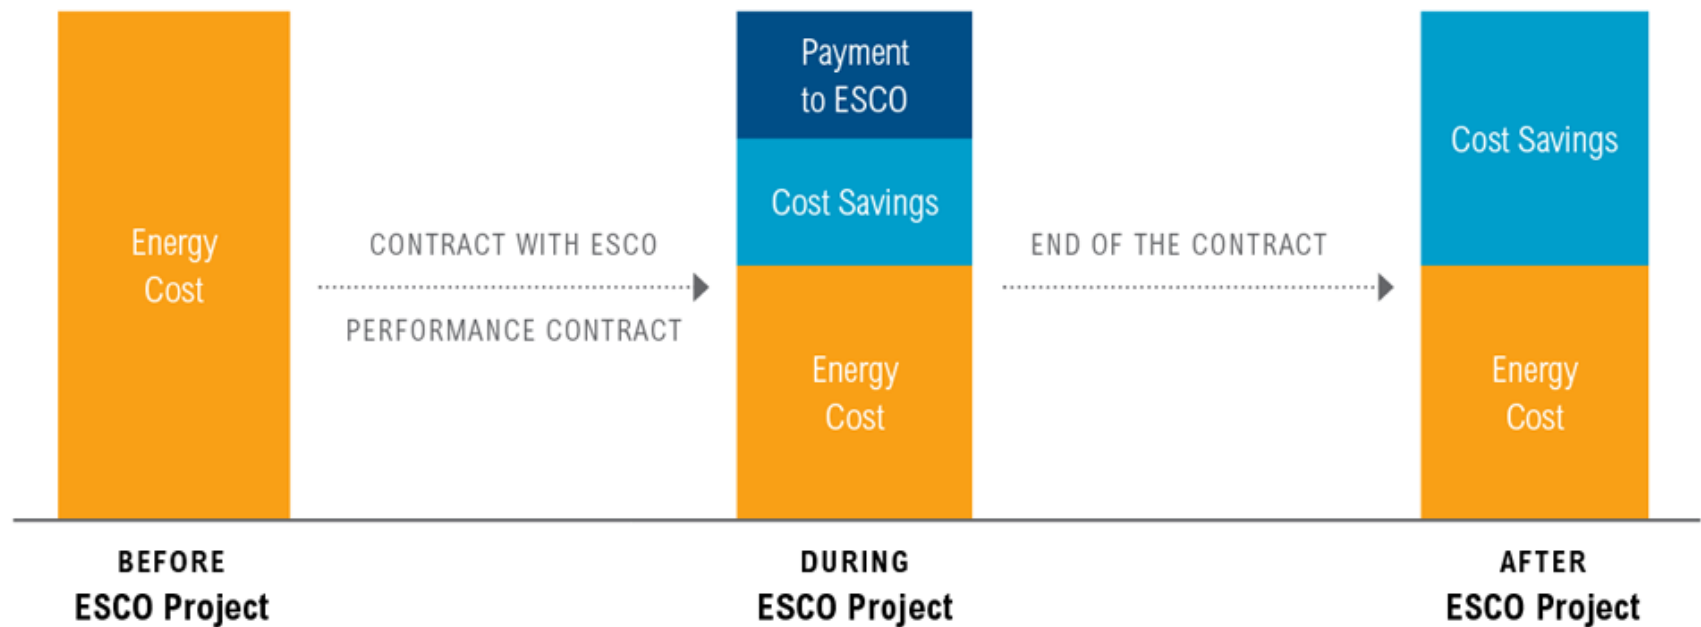 Energy
Cost
BEFORE
ESCO Project
CONTRACT WITH ESCO
PERFORMANCE CONTRACT
Payment
to ESCO
Cost Savings
Energy
Cost
DURING
ESCO Project
END OF THE CONTRACT
Cost Savings
Energy
Cost
AFTER
ESCO Project